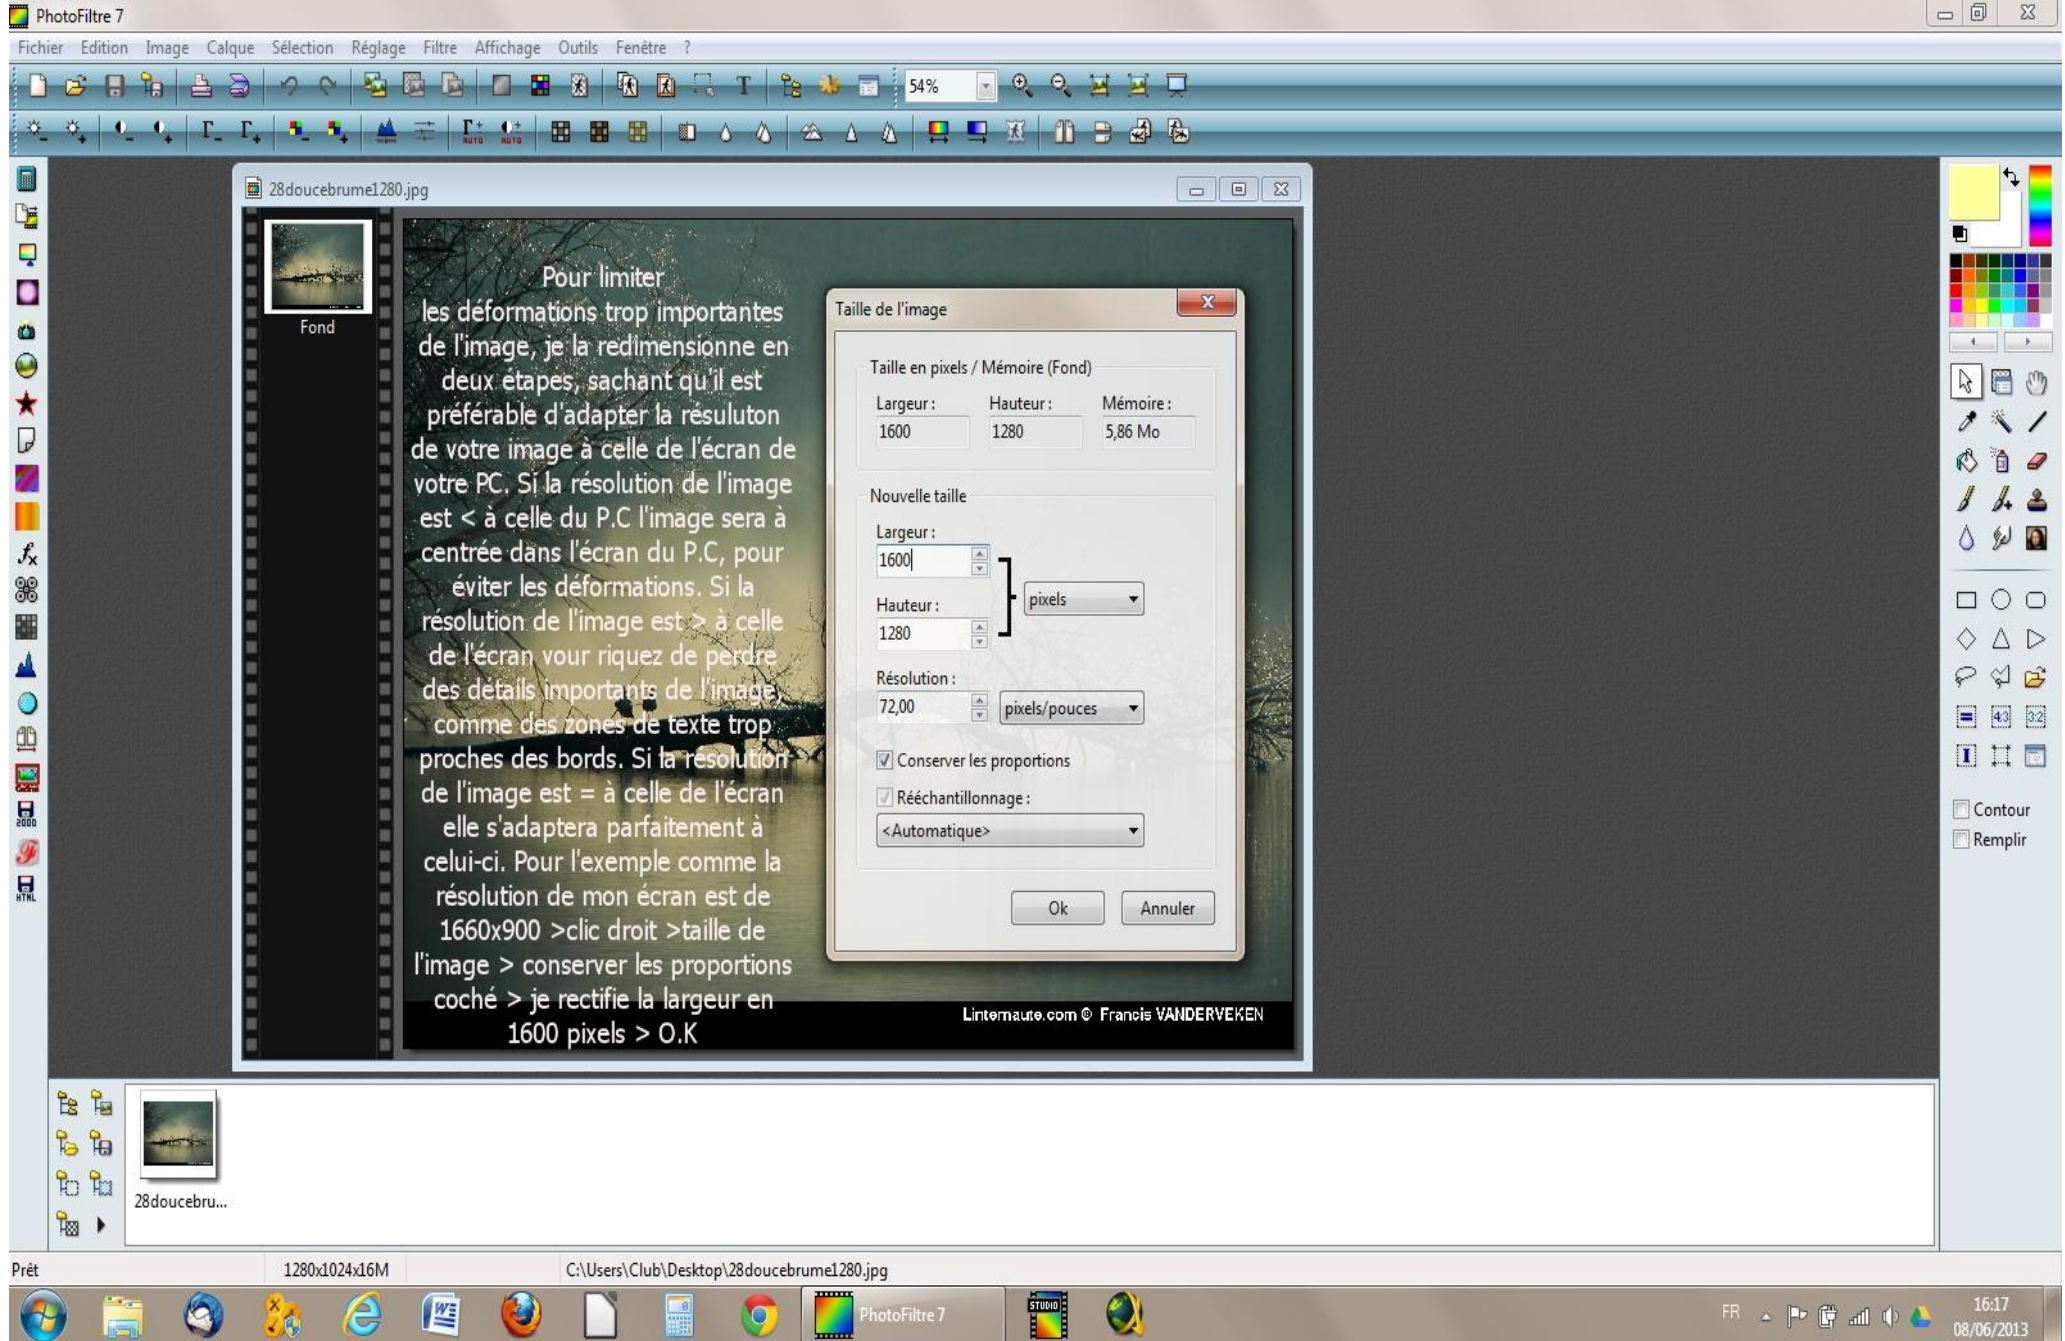 PhotoFiltre 7
Fichier Edition Image Calque Sélection Réglage Filtre Affichage Outils Fenêtre ?
54%
28doucebrume1280.jpg
Fond
Pour limiter
les déformations trop importantes
de l'image, je la redimensionne en
deux étapes, sachant qu'il est
préférable d'adapter la résuluton
de votre image à celle de l'écran de
votre PC. Si la résolution de l'image
est < à celle du P.C l'image sera à
centrée dans l'écran du P.C, pour
éviter les déformations. Si la
résolution de l'image est > à celle
de l'écran vour riquez de perdre
des détails importants de l'image,
comme des zones de texte trop
proches des bords. Si la résolution
de l'image est = à celle de l'écran
elle s'adaptera parfaitement à
celui-ci. Pour l'exemple comme la
résolution de mon écran est de
1660x900 >clic droit >taille de
l'image > conserver les proportions
coché > je rectifie la largeur en
1600 pixels > O.K
Taille de l'image
Taille en pixels / Mémoire (Fond)
Largeur : Hauteur : Mémoire :
1600 1280 5,86 Mo
Nouvelle taille
Largeur :
1600
pixels
Hauteur :
1280
Résolution :
72,00 pixels/pouces
Conserver les proportions
Rééchantillonnage :
<Automatique>
Ok Annuler
Linternaute.com © Francis VANDERVEKEN
Contour
Remplir
28doucebru...
Prêt 1280x1024x16M C:\Users\Club\Desktop\28doucebrume1280.jpg
PhotoFiltre 7
STUDIO
FR
16:17
08/06/2013